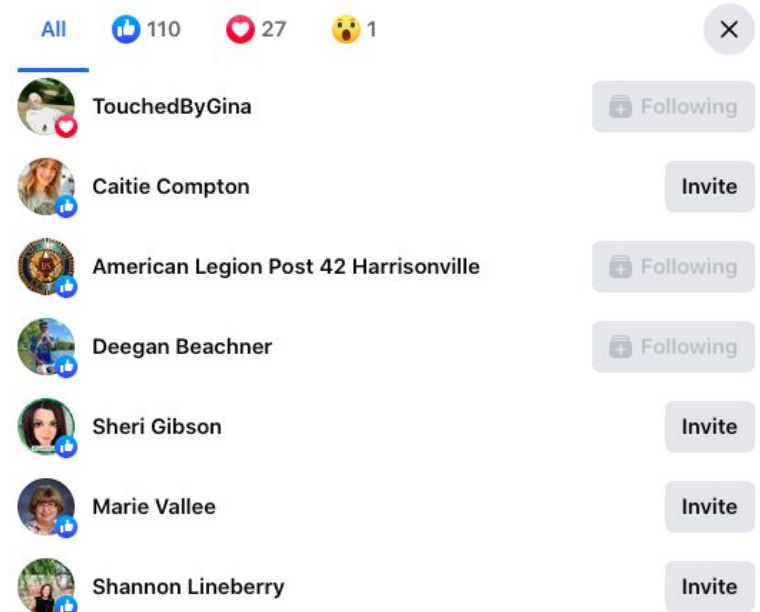 All 110 27 1
TouchedByGina Following
Caitie Compton Invite
American Legion Post 42 Harrisonville Following
Deegan Beachner Following
Sheri Gibson Invite
Marie Vallee Invite
Shannon Lineberry Invite